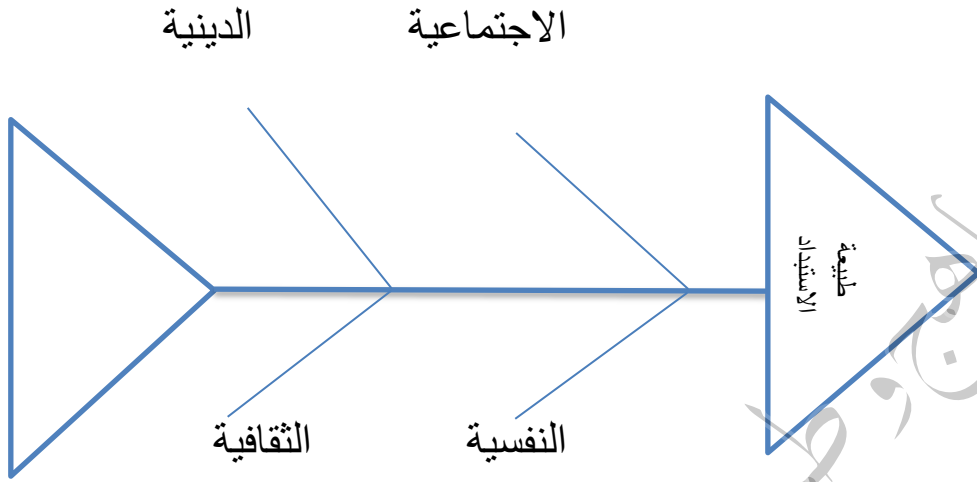 الاجتماعية
الدينية
طبيعة
الاستبداد
النفسية
الثقافية